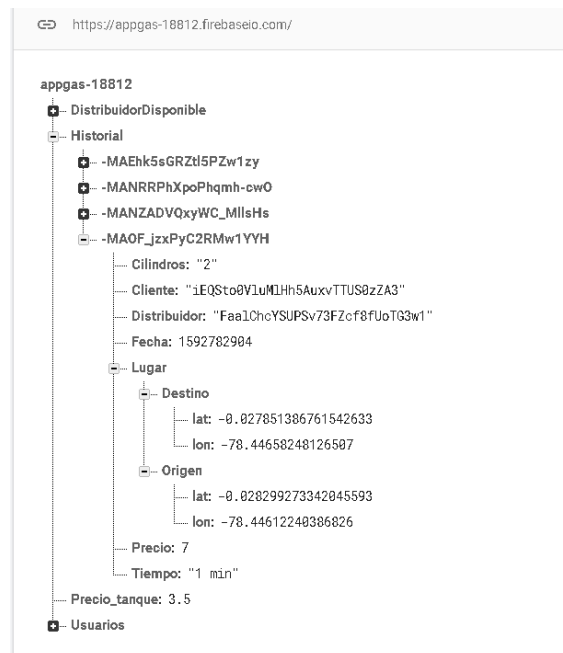 https://appgas-18812.firebaseio.com/
appgas-18812
DistribuidorDisponible
Historial
-MAEhk5sGRZtl5PZw1zy
-MANRRPhXpoPhqmh-cwO
-MANZADVQxyWC_MllsHs
-MAOF_jzxPyC2RMw1YYH
Cilindros: "2"
Cliente: "iEQSto0VluMlHh5AuxvTTUS0zZA3"
Distribuidor: "FaalChcYSUPSv73FZcf8fUoTG3w1"
Fecha: 1592782904
Lugar
Destino
lat: -0.027851386761542633
lon: -78.44658248126507
Origen
lat: -0.028299273342045593
lon: -78.44612240386826
Precio: 7
Tiempo: "1 min"
Precio_tanque: 3.5
Usuarios